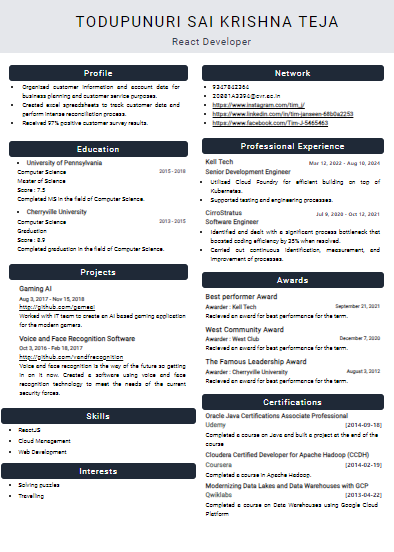 TODUPUNURI SAI KRISHNA TEJA
React Developer
Profile
Organized customer information and account data for
business planning and customer service purposes.
Created excel spreadsheets to track customer data and
perform intense reconciliation process.
Received 97% positive customer survey results.
Education
University of Pennsylvania
Computer Science 2015 - 2018
Master of Science
Score : 7.5
Completed MS in the field of Computer Science.
Cherryville University
Computer Science 2013 - 2015
Graduation
Score : 8.9
Completed graduation in the field of Computer Science.
Projects
Gaming AI
Aug 3, 2017 - Nov 15, 2018
http://github.com/gameai
Worked with IT team to create an AI based gaming application
for the modern gamers.
Voice and Face Recognition Software
Oct 3, 2016 - Feb 18, 2017
http://github.com/vandfrecognition
Voice and face recognition is the way of the future so getting
in on it now. Created a software using voice and face
recognition technology to meet the needs of the current
security forces.
Skills
ReactJS
Cloud Management
Web Development
Interests
Solving puzzles
Travelling
Network
9347842364
20881A3394@cvr.ac.in
https://www.instagram.com/tim_j/
https://www.linkedin.com/in/tim-janswen-68b0a2253
https://www.facebook.com/Tim-J-5465463
Professional Experience
Kell Tech Mar 12, 2022 - Aug 10, 2024
Senior Development Engineer
Utilized Cloud Foundry for efficient building on top of
Kubernetes.
Supported testing and engineering processes.
CirroStratus Jul 9, 2020 - Oct 12, 2021
Software Engineer
Identified and dealt with a significant process bottleneck that
boosted coding efficiency by 25% when resolved.
Carried out continuous identification, measurement, and
improvement of processes.
Awards
Best performer Award
Awarder : Kell Tech September 21, 2021
Recieved an award for best performance for the term.
West Community Award
Awarder : West Club December 7, 2020
Recieved an award for best performance for the term.
The Famous Leadership Award
Awarder : Cherryville University August 3, 2012
Recieved an award for best performance for the term.
Certifications
Oracle Java Certifications Associate Professional
Udemy [2014-09-18]
Completed a course on Java and built a project at the end of the
course
Cloudera Certified Developer for Apache Hadoop (CCDH)
Coursera [2014-02-19]
Completed a course in Apache Hadoop.
Modernizing Data Lakes and Data Warehouses with GCP
Qwiklabs [2013-04-22]
Completed a course on Data Warehouses using Google Cloud
Platform